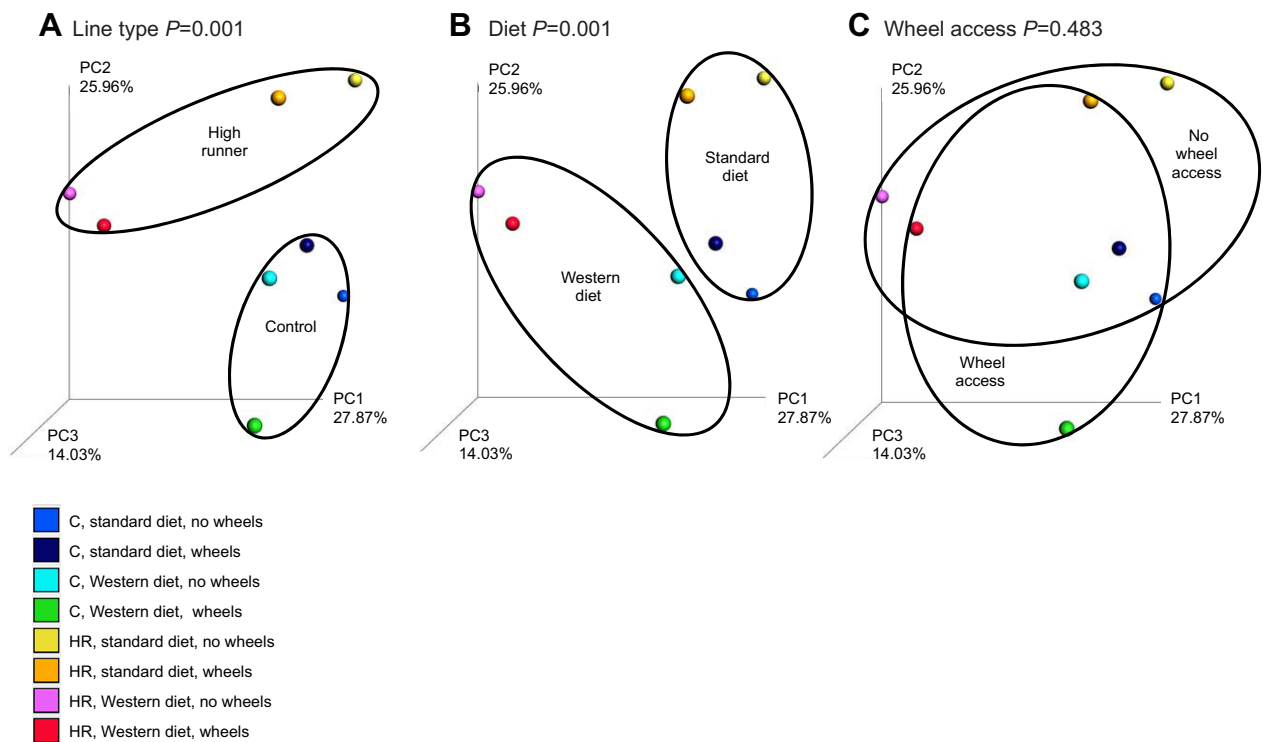 A Line type P=0.001
PC2
25.96%
High
runner
Control
PC1
27.87%
PC3
14.03%
B Diet P=0.001
PC2
25.96%
Standard
diet
Western
diet
PC1
27.87%
PC3
14.03%
C Wheel access P=0.483
PC2
25.96%
No
wheel
access
Wheel
access
PC1
27.87%
PC3
14.03%
C, standard diet, no wheels
C, standard diet, wheels
C, Western diet, no wheels
C, Western diet, wheels
HR, standard diet, no wheels
HR, standard diet, wheels
HR, Western diet, no wheels
HR, Western diet, wheels